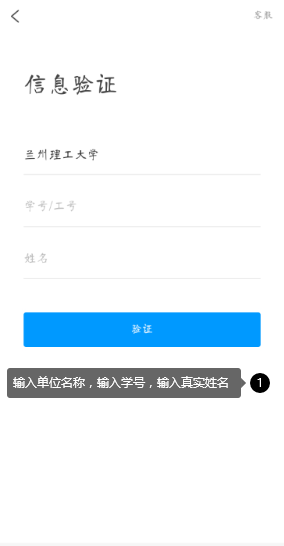 客服
信息验证
兰州理工大学
学号/工号
姓名
验证
输入单位名称，输入学号，输入真实姓名 1